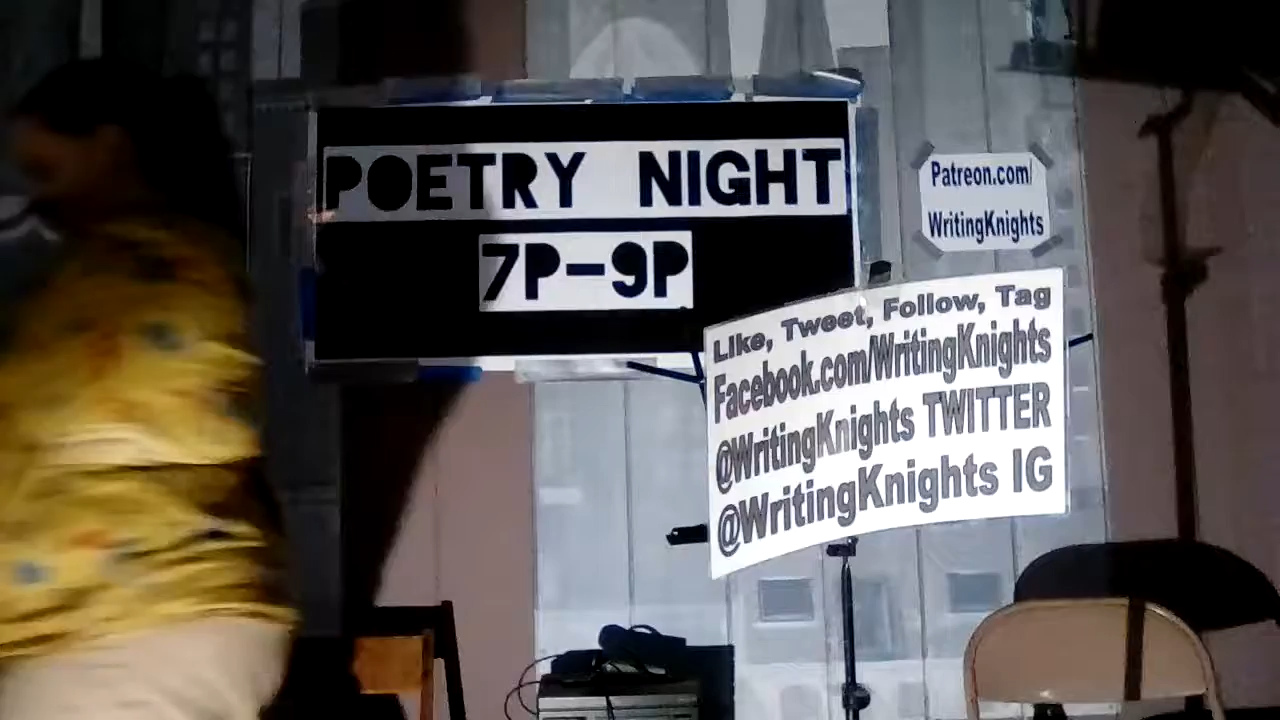 POETRY NIGHT
7P-9P
Patreon.com/
WritingKnights
Like, Tweet, Follow, Tag
Facebook.com/WritingKnights
@WritingKnights TWITTER
@WritingKnights IG